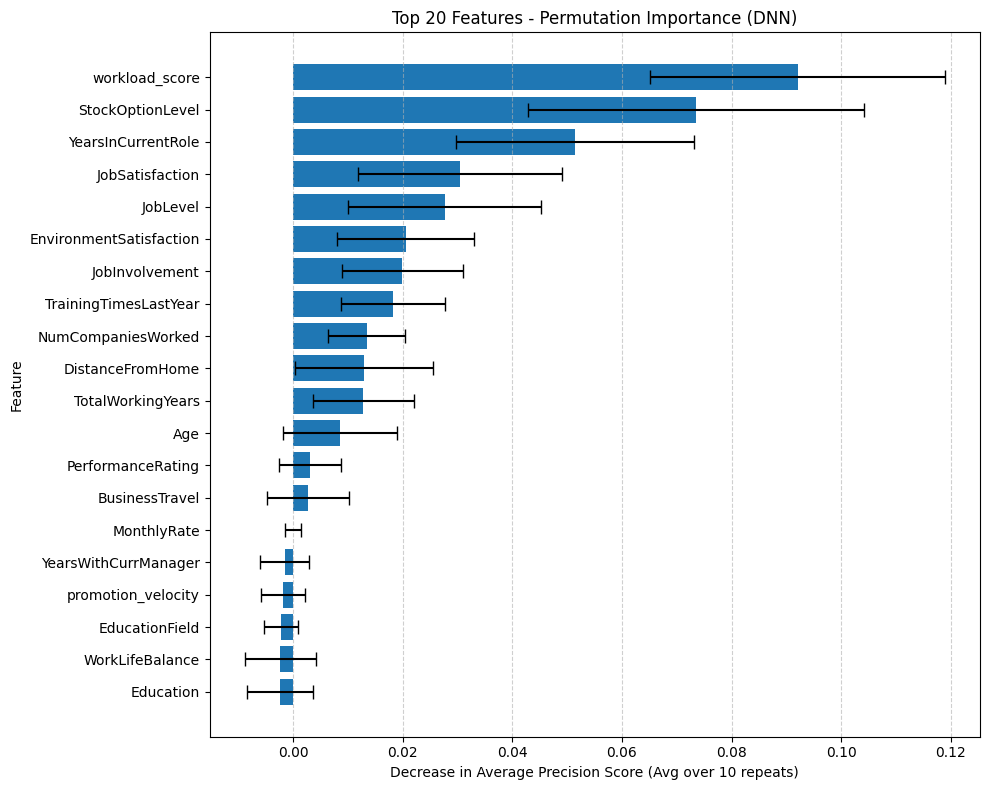 Top 20 Features - Permutation Importance (DNN)
Feature
workload_score
StockOptionLevel
YearsInCurrentRole
JobSatisfaction
JobLevel
EnvironmentSatisfaction
JobInvolvement
TrainingTimesLastYear
NumCompaniesWorked
DistanceFromHome
TotalWorkingYears
Age
PerformanceRating
BusinessTravel
MonthlyRate
YearsWithCurrManager
promotion_velocity
EducationField
WorkLifeBalance
Education
0.00 0.02 0.04 0.06 0.08 0.10 0.12
Decrease in Average Precision Score (Avg over 10 repeats)